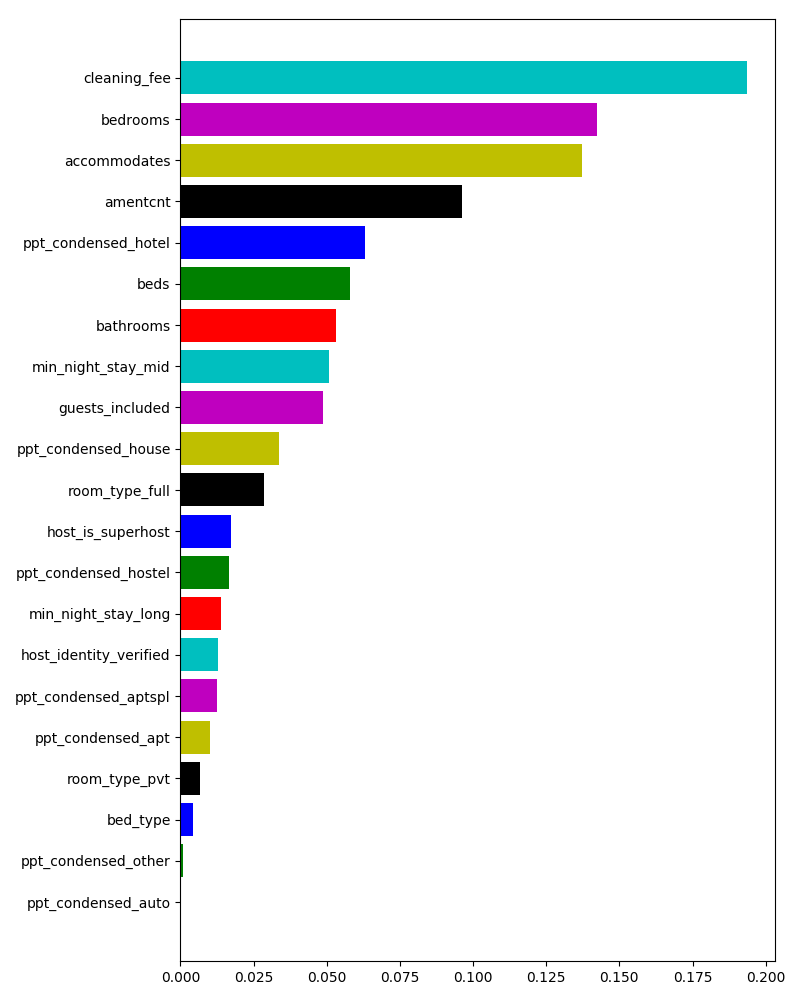 cleaning_fee
bedrooms
accommodates
amentcnt
ppt_condensed_hotel
beds
bathrooms
min_night_stay_mid
guests_included
ppt_condensed_house
room_type_full
host_is_superhost
ppt_condensed_hostel
min_night_stay_long
host_identity_verified
ppt_condensed_aptspl
ppt_condensed_apt
room_type_pvt
bed_type
ppt_condensed_other
ppt_condensed_auto
0.000 0.025 0.050 0.075 0.100 0.125 0.150 0.175 0.200